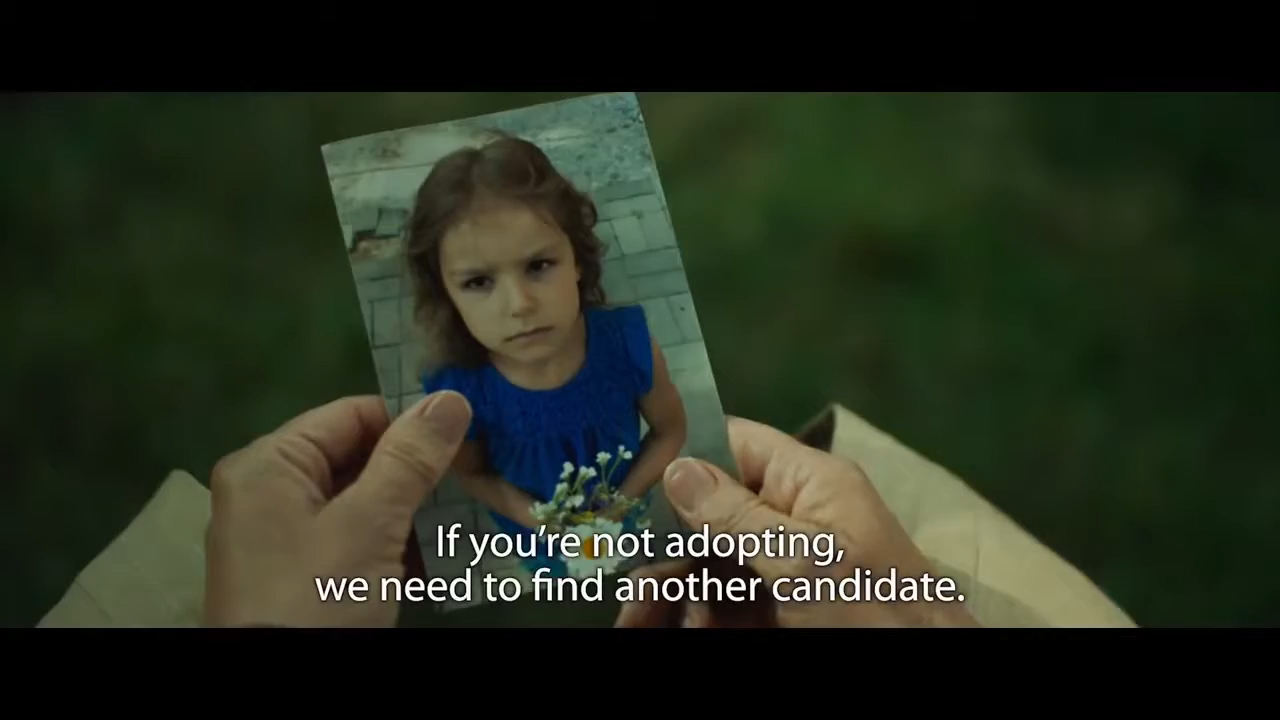 If you’re not adopting,
we need to find another candidate.